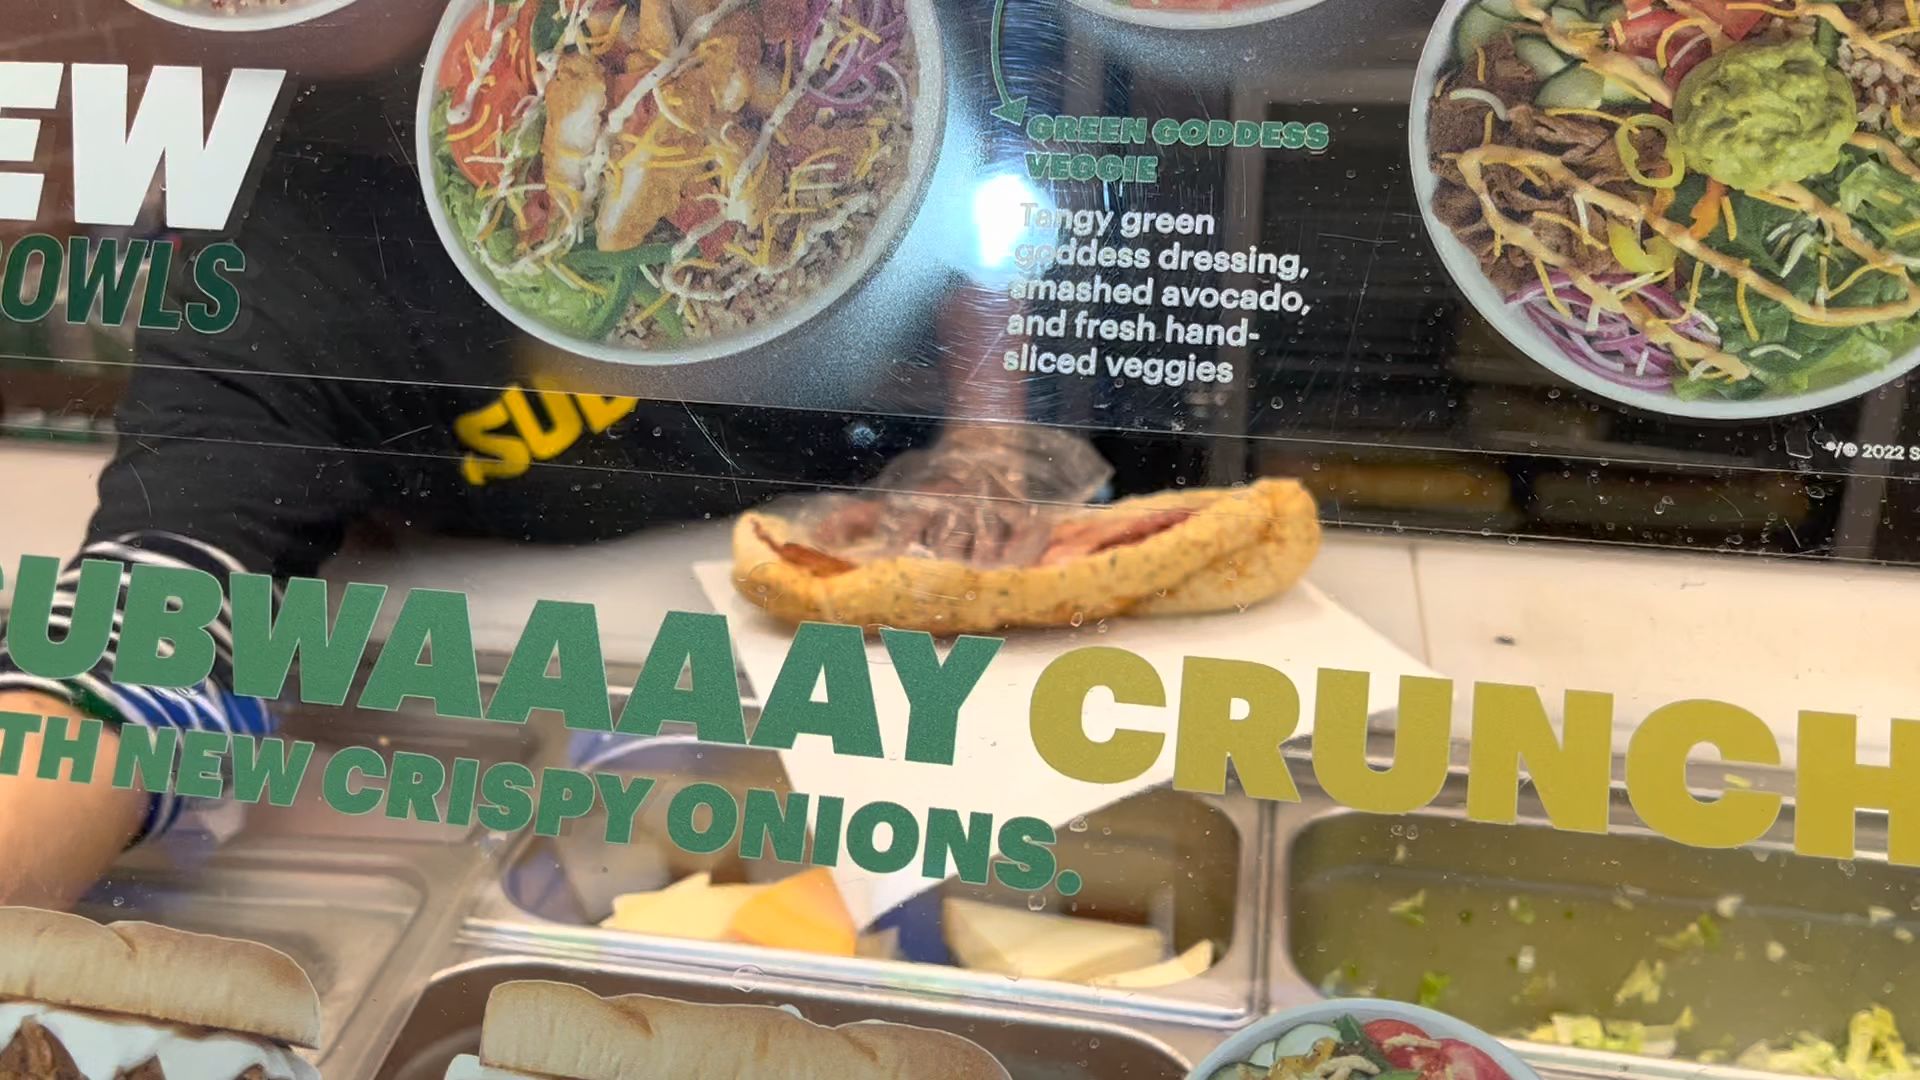 EW
OWLS
GREEN GODDESS
VEGGIE
Tangy green
goddess dressing,
smashed avocado,
and fresh hand-
sliced veggies
®/© 2022 S
SUB
SUBWAAAAY CRUNCH
TH NEW CRISPY ONIONS.